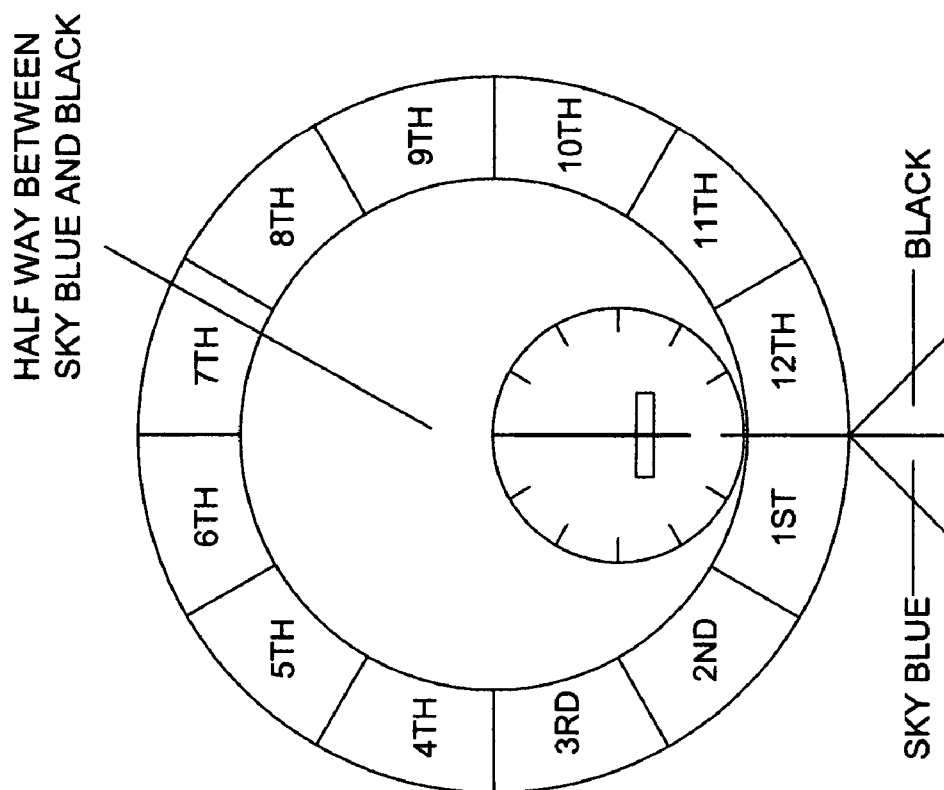 HALF WAY BETWEEN
SKY BLUE AND BLACK
1ST
2ND
3RD
4TH
5TH
6TH
7TH
8TH
9TH
10TH
11TH
12TH
SKY BLUE
BLACK